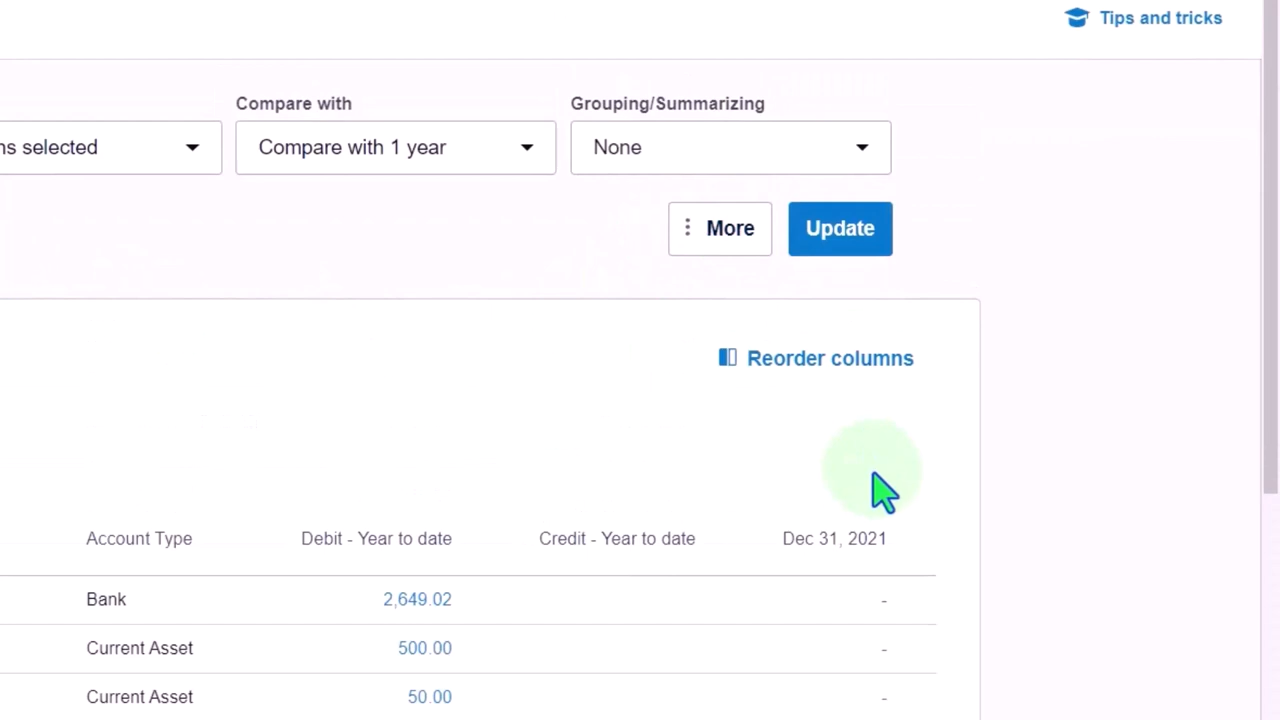 Tips and tricks
Compare with
Grouping/Summarizing
ns selected
Compare with 1 year
None
More
Update
Reorder columns
Account Type
Debit - Year to date
Credit - Year to date
Dec 31, 2021
Bank
2,649.02
-
Current Asset
500.00
-
Current Asset
50.00
-